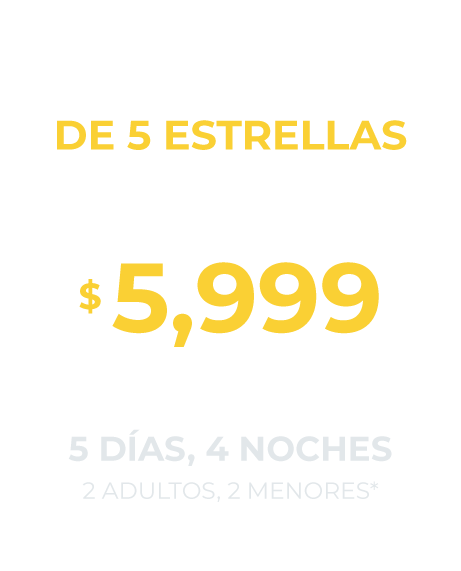 DE 5 ESTRELLAS
$ 5,999
5 DÍAS, 4 NOCHES
2 ADULTOS, 2 MENORES*